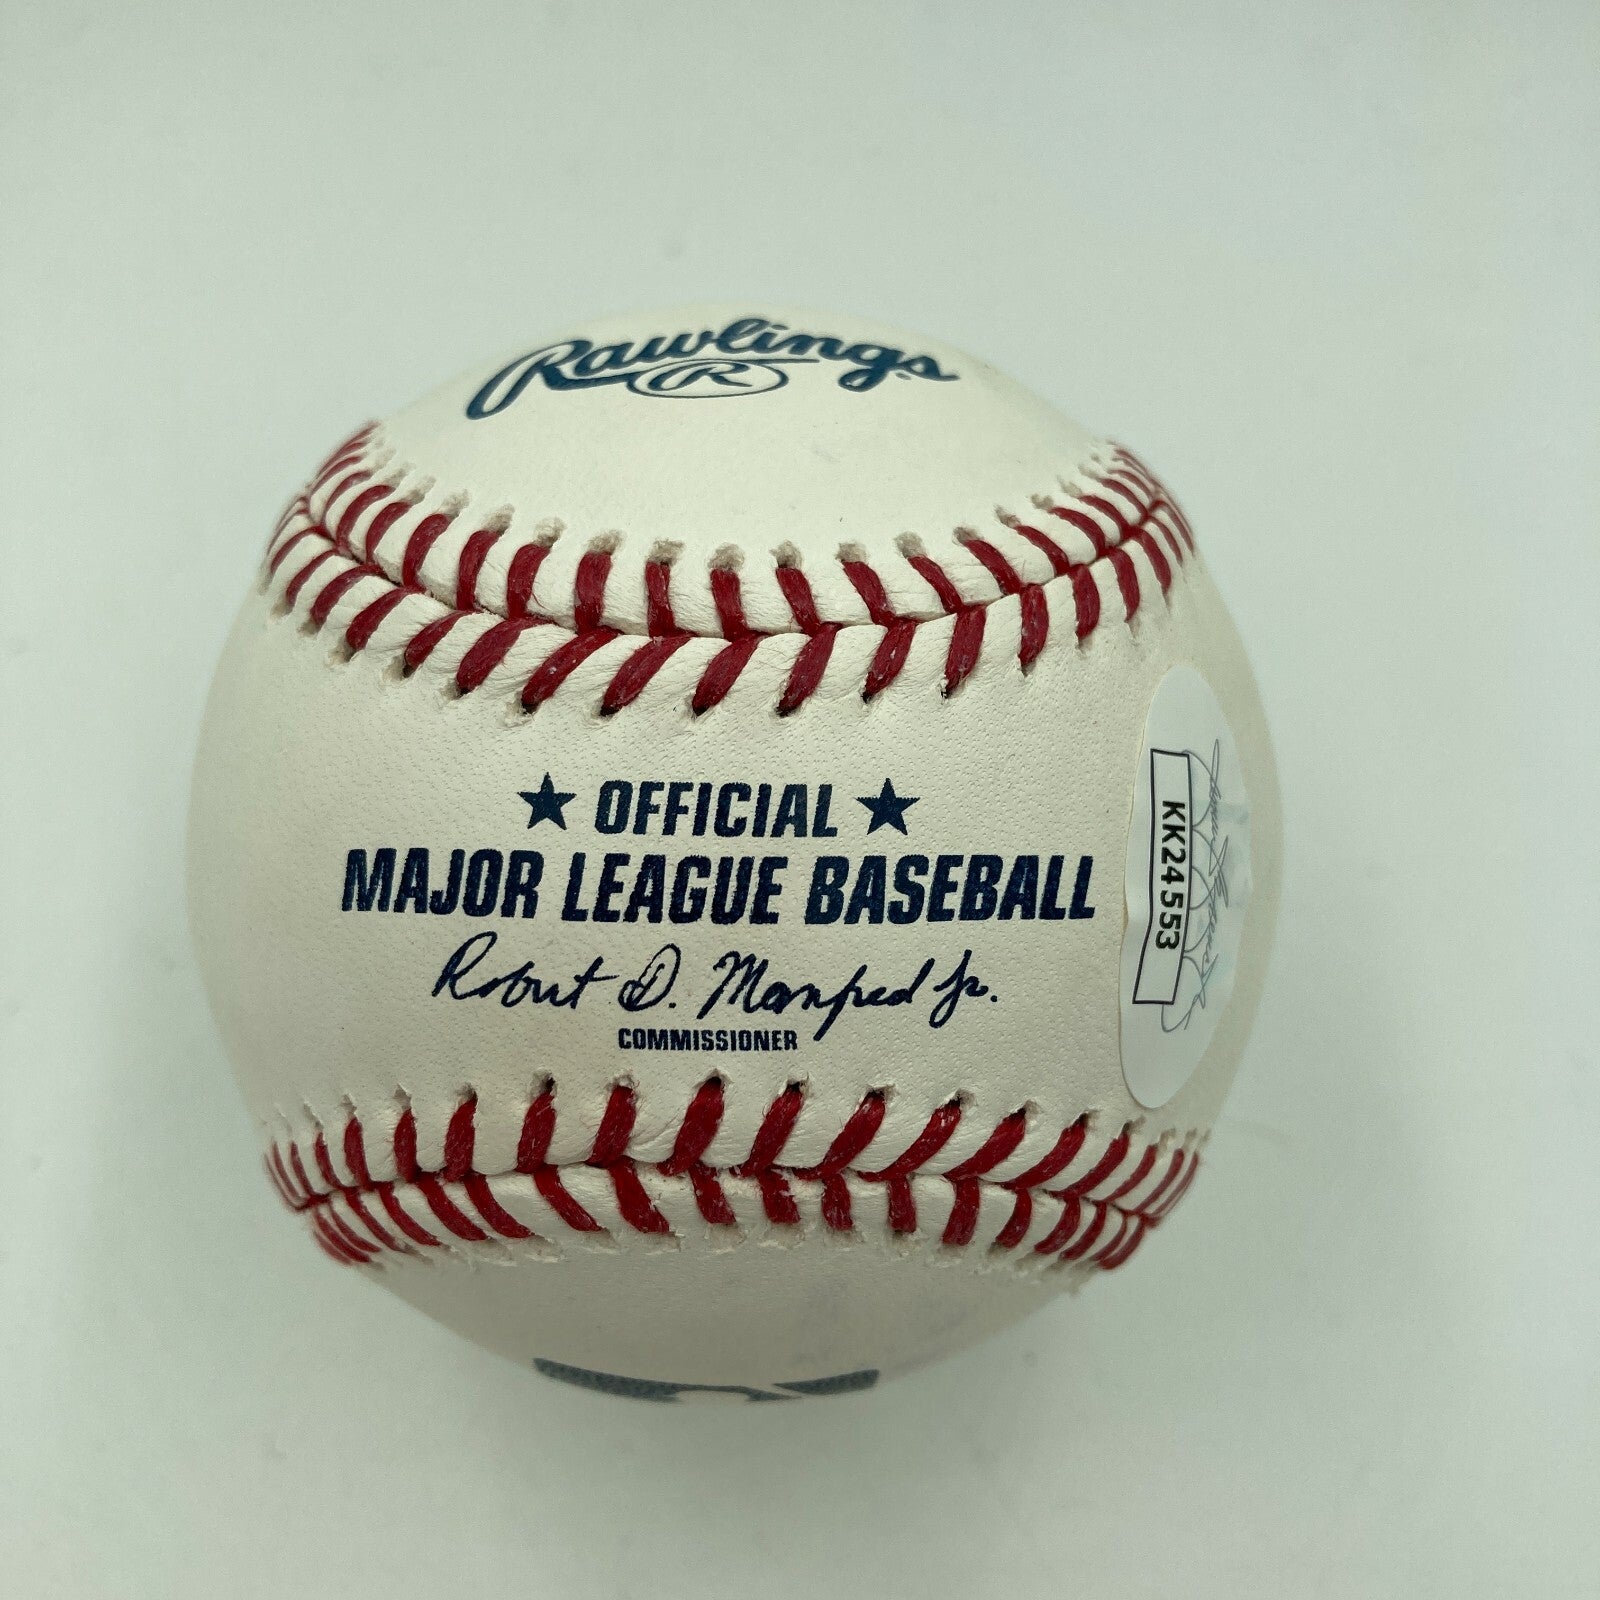 Rawlings
R
★ OFFICIAL ★
MAJOR LEAGUE BASEBALL
Robert D. Manfred Jr.
COMMISSIONER
KK24553